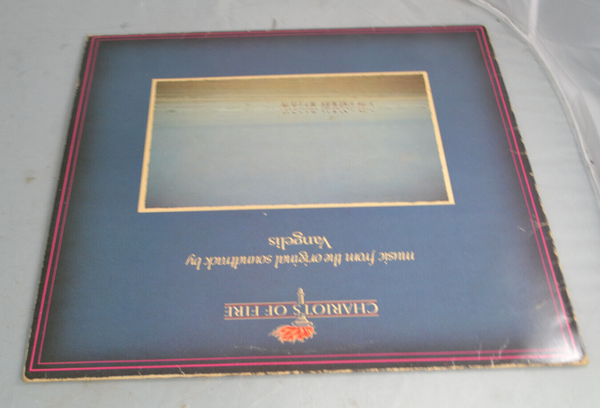 CHARIOTS OF FIRE
music from the original soundtrack by
Vangelis